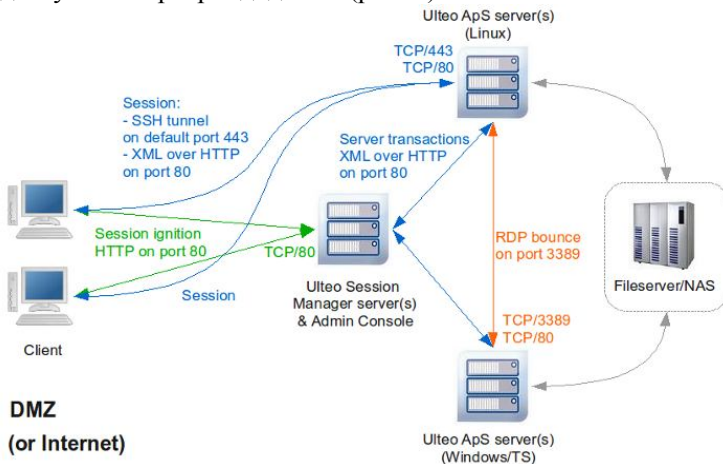 Ulteo ApS server(s)
(Linux)
TCP/443
TCP/80
Session:
- SSH tunnel
on default port 443
- XML over HTTP
on port 80
Server transactions
XML over HTTP
on port 80
Session ignition
HTTP on port 80
TCP/80
RDP bounce
on port 3389
Fileserver/NAS
Session
Ulteo Session
Manager server(s)
& Admin Console
TCP/3389
TCP/80
Client
DMZ
(or Internet)
Ulteo ApS server(s)
(Windows/TS)